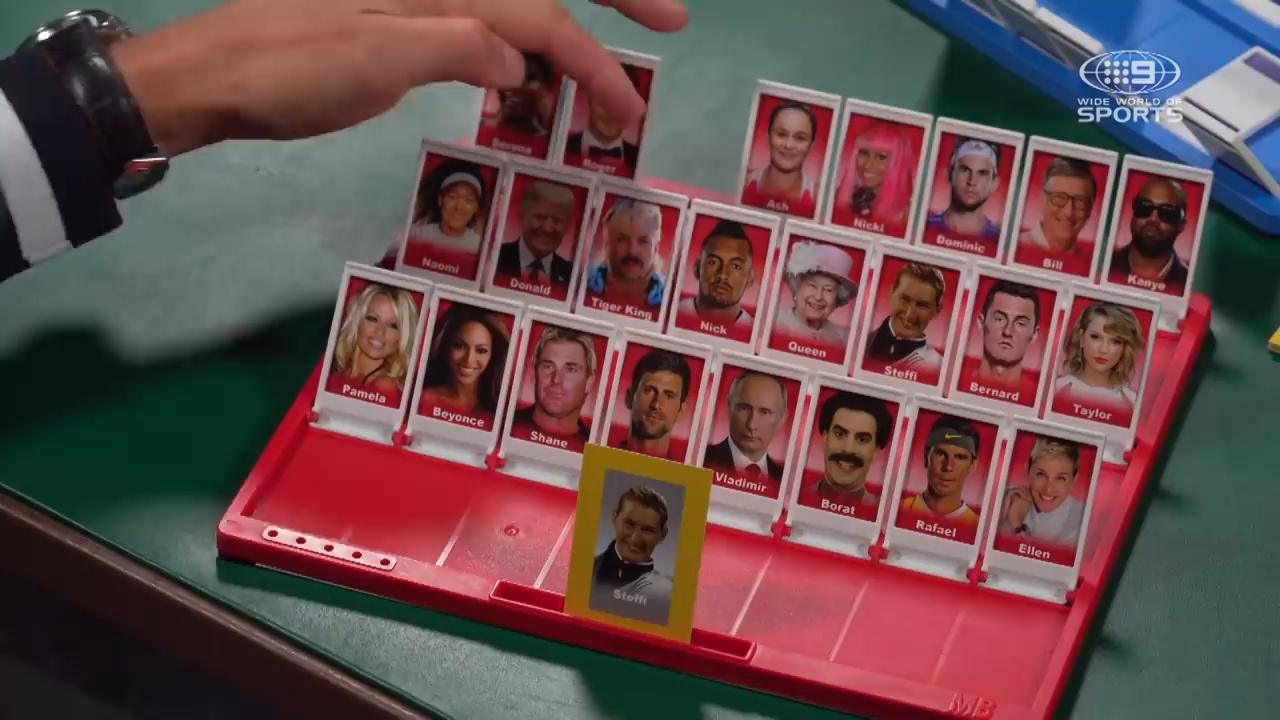 9
WIDE WORLD OF
SPORTS
Serena
Ash
Nicki
Dominic
Bill
Kanye
Naomi
Donald
Tiger King
Nick
Queen
Steffi
Bernard
Taylor
Pamela
Beyonce
Shane
Vladimir
Borat
Rafael
Ellen
Steffi
MB